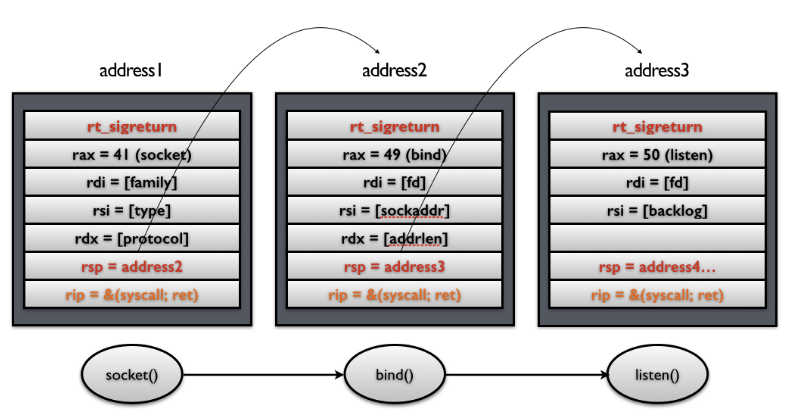 address1
address2
address3
rt_sigreturn
rax = 41 (socket)
rdi = [family]
rsi = [type]
rdx = [protocol]
rsp = address2
rip = &(syscall; ret)
rt_sigreturn
rax = 49 (bind)
rdi = [fd]
rsi = [sockaddr]
rdx = [addrlen]
rsp = address3
rip = &(syscall; ret)
rt_sigreturn
rax = 50 (listen)
rdi = [fd]
rsi = [backlog]
rsp = address4...
rip = &(syscall; ret)
socket()
bind()
listen()